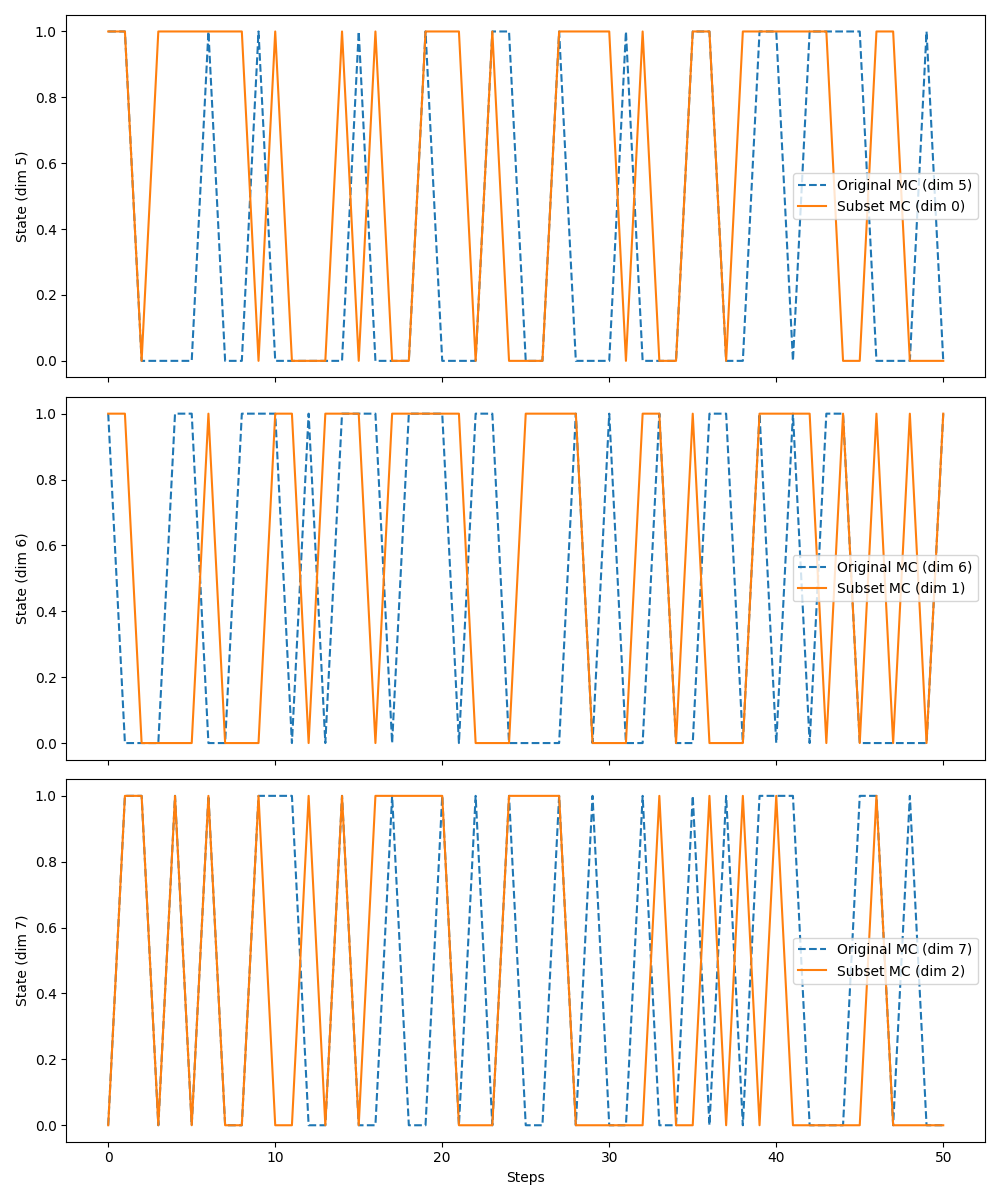 1.0
0.8
0.6
0.4
0.2
0.0
State (dim 5)
Original MC (dim 5)
Subset MC (dim 0)
1.0
0.8
0.6
0.4
0.2
0.0
State (dim 6)
Original MC (dim 6)
Subset MC (dim 1)
1.0
0.8
0.6
0.4
0.2
0.0
State (dim 7)
Original MC (dim 7)
Subset MC (dim 2)
0 10 20 30 40 50
Steps